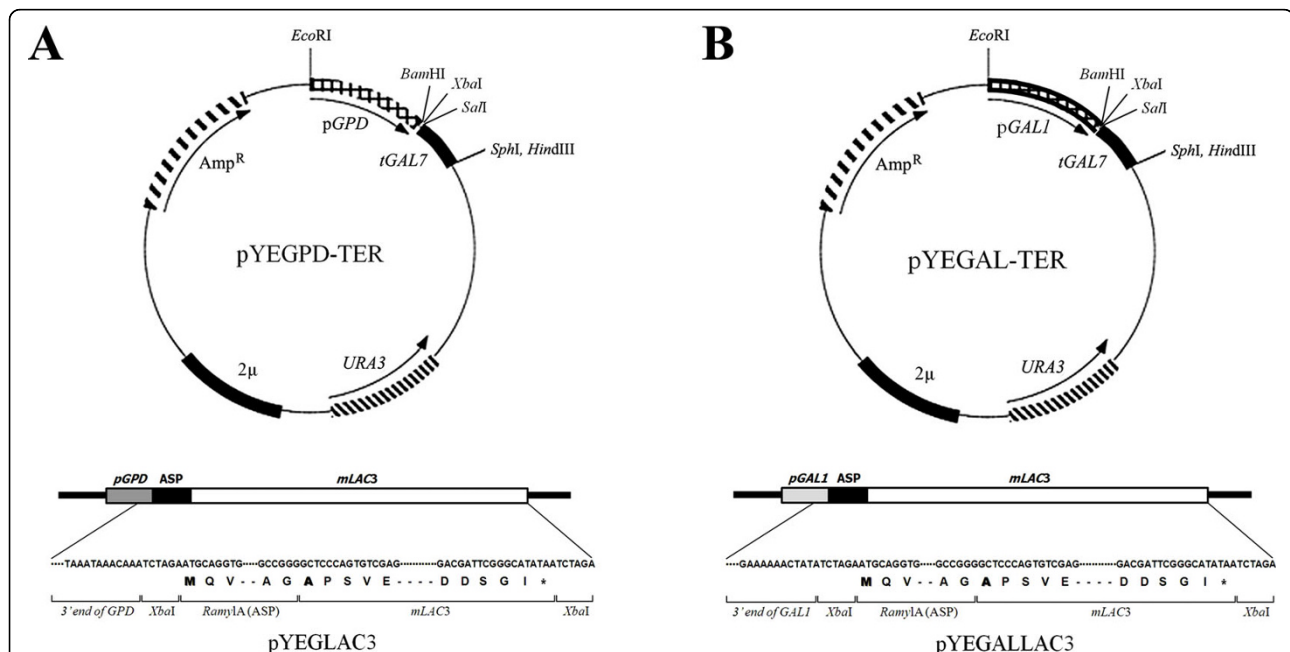 A
EcoRI
BamHI
XbaI
SalI
pGPD
tGAL7
SphI, HindIII
AmpR
pYEGPD-TER
2µ
URA3
pGPD ASP mLAC3
····TAAATAAACAAATCTAGAATGCAGGTG······GCCGGGGCTCCCAGTGTCGAG···········GACGATTCGGGCATATAATCTAGA
M Q V - - A G A P S V E - - - - D D S G I *
3’end of GPD XbaI RamylA (ASP) mLAC3 XbaI
pYEGLAC3
B
EcoRI
BamHI
XbaI
SalI
pGAL1
tGAL7
SphI, HindIII
AmpR
pYEGAL-TER
2µ
URA3
pGAL1 ASP mLAC3
····GAAAAAACTATATCTAGAATGCAGGTG······GCCGGGGCTCCCAGTGTCGAG···········GACGATTCGGGCATATAATCTAGA
M Q V - - A G A P S V E - - - - D D S G I *
3’end of GAL1 XbaI RamylA (ASP) mLAC3 XbaI
pYEGALLAC3